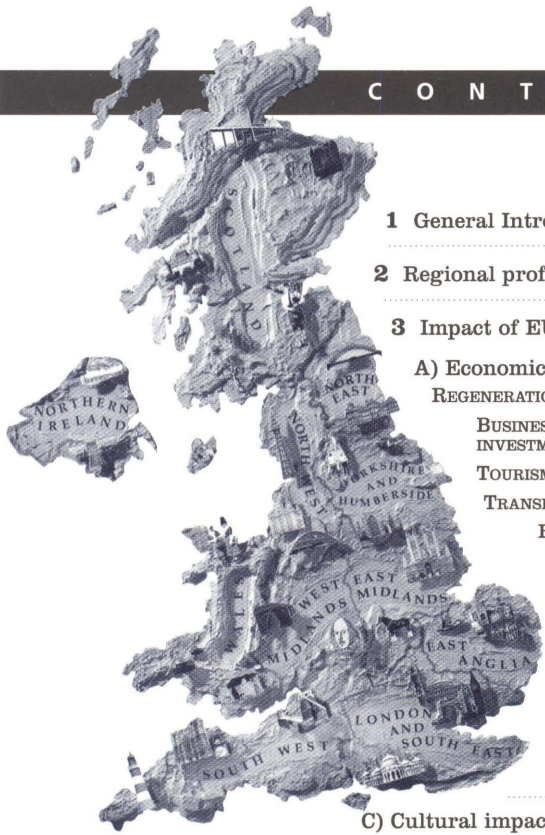 C O N T
1 General Intro
2 Regional prof
3 Impact of EU
A) Economic
REGENERATIO
BUSINES
INVESTM
TOURISM
TRANSP
C) Cultural impac
SCOTLAND
NORTHERN
IRELAND
NORTH
EAST
NORTH WEST
YORKSHIRE
AND
HUMBERSIDE
WALES
WEST
MIDLANDS
EAST
MIDLANDS
EAST
ANGLIA
LONDON
AND
SOUTH EAST
SOUTH WEST